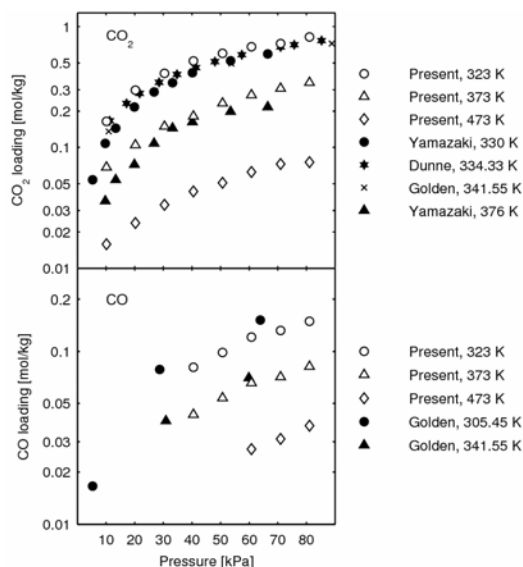 CO2
1
0.5
0.3
0.2
0.1
0.05
0.03
0.02
0.01
CO2 loading [mol/kg]
Present, 323 K
Present, 373 K
Present, 473 K
Yamazaki, 330 K
Dunne, 334.33 K
Golden, 341.55 K
Yamazaki, 376 K
CO
0.2
0.1
0.05
0.03
0.02
0.01
CO loading [mol/kg]
Present, 323 K
Present, 373 K
Present, 473 K
Golden, 305.45 K
Golden, 341.55 K
10 20 30 40 50 60 70 80
Pressure [kPa]